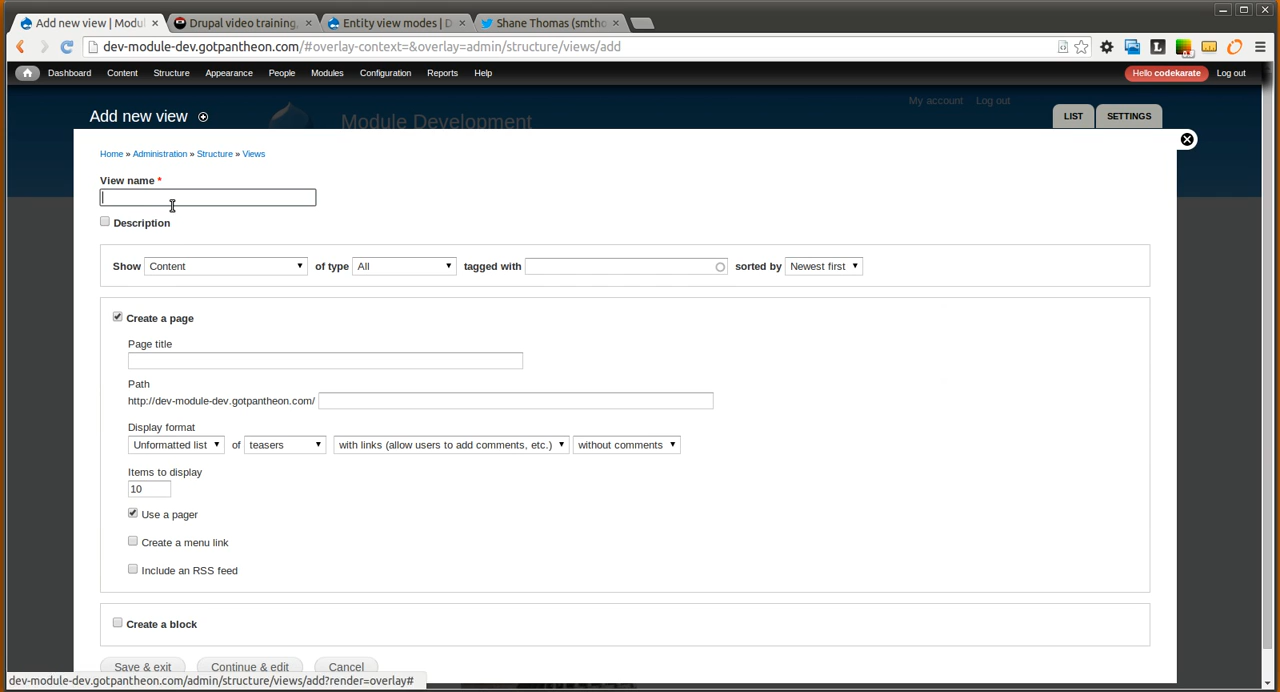 Add new view | Modul
Drupal video training,
Entity view modes | D
Shane Thomas (smtho
dev-module-dev.gotpantheon.com/#overlay-context=&overlay=admin/structure/views/add
Dashboard Content Structure Appearance People Modules Configuration Reports Help Hello codekarate Log out
My account Log out
Add new view
Module Development
LIST SETTINGS
Home » Administration » Structure » Views
View name *
Description
Show Content of type All tagged with sorted by Newest first
Create a page
Page title
Path
http://dev-module-dev.gotpantheon.com/
Display format
Unformatted list of teasers with links (allow users to add comments, etc.) without comments
Items to display
10
Use a pager
Create a menu link
Include an RSS feed
Create a block
Save & exit Continue & edit Cancel
dev-module-dev.gotpantheon.com/admin/structure/views/add?render=overlay#